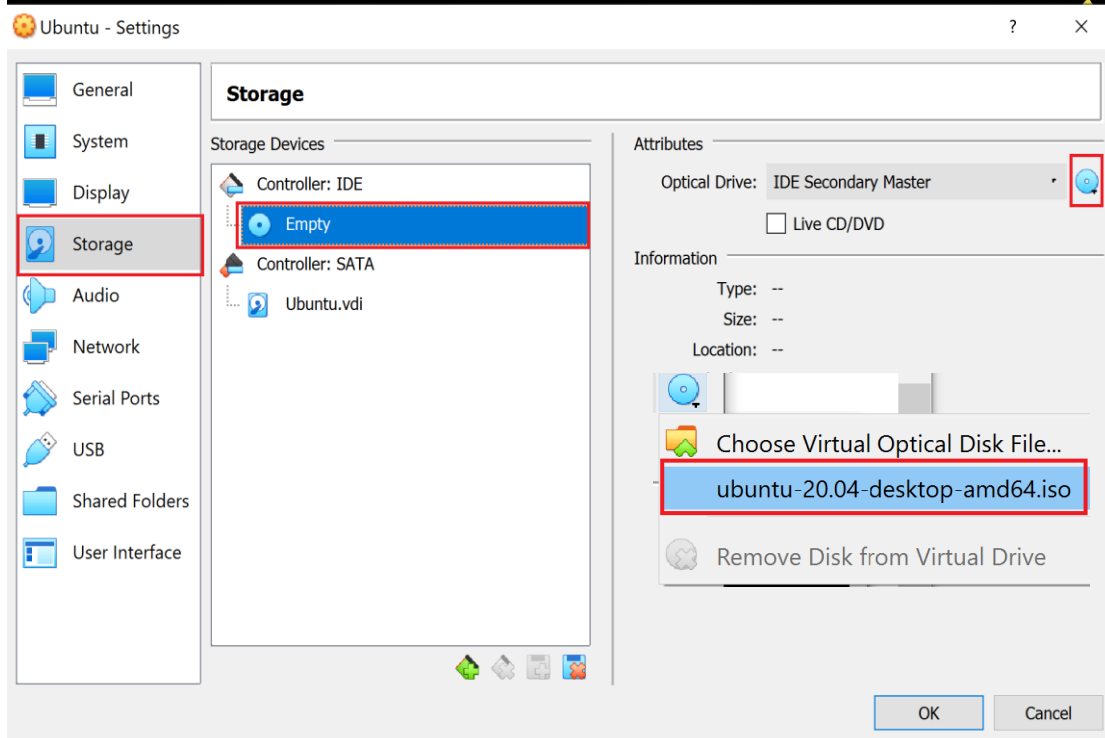 Ubuntu - Settings
?
General
System
Display
Storage
Audio
Network
Serial Ports
USB
Shared Folders
User Interface
Storage
Storage Devices
Controller: IDE
Empty
Controller: SATA
Ubuntu.vdi
Attributes
Optical Drive: IDE Secondary Master
Live CD/DVD
Information
Type: --
Size: --
Location: --
Choose Virtual Optical Disk File...
ubuntu-20.04-desktop-amd64.iso
Remove Disk from Virtual Drive
OK
Cancel